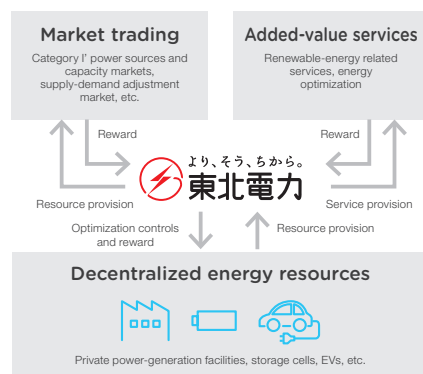 Market trading
Category I' power sources and
capacity markets,
supply-demand adjustment
market, etc.
Added-value services
Renewable-energy related
services, energy
optimization
Reward
Reward
より、そう、ちから。
東北電力
Resource provision
Service provision
Optimization controls
and reward
Resource provision
Decentralized energy resources
Private power-generation facilities, storage cells, EVs, etc.